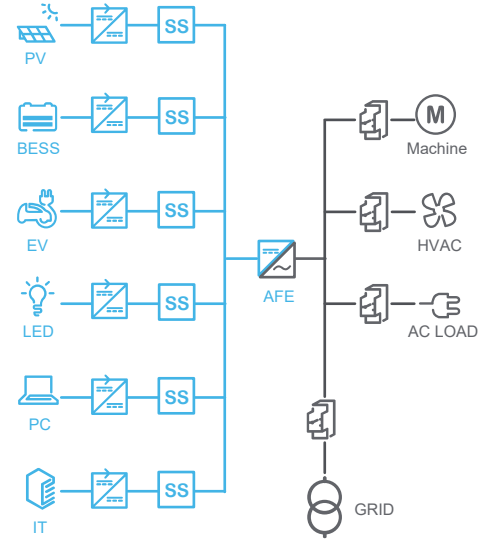 SS
PV
SS
BESS
M
Machine
SS
EV
HVAC
AFE
SS
LED
AC LOAD
SS
PC
SS
IT
GRID